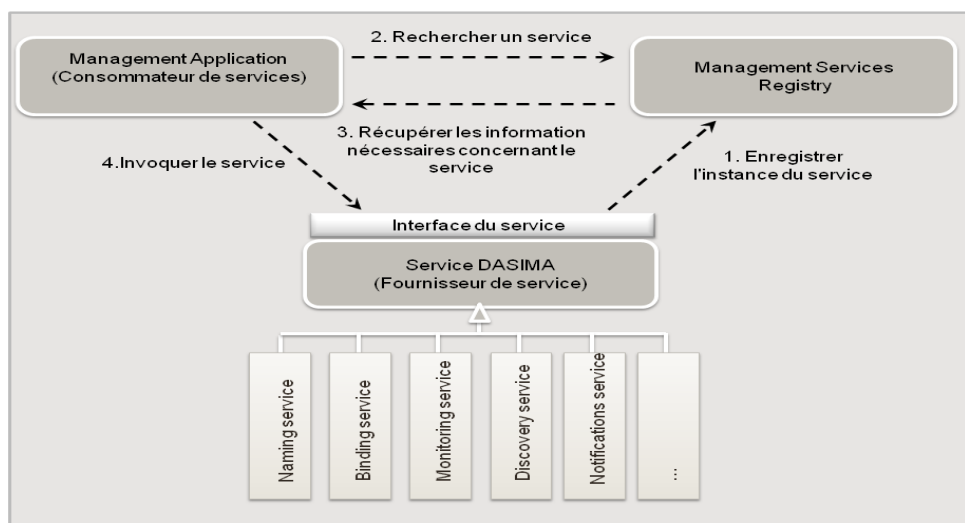 2. Rechercher un service
Management Application
(Consommateur de services)
Management Services
Registry
3. Récupérer les information
nécessaires concernant le
service
4.Invoquer le service
1. Enregistrer
l'instance du service
Interface du service
Service DASIMA
(Fournisseur de service)
Naming service
Binding service
Monitoring service
Discovery service
Notifications service
...